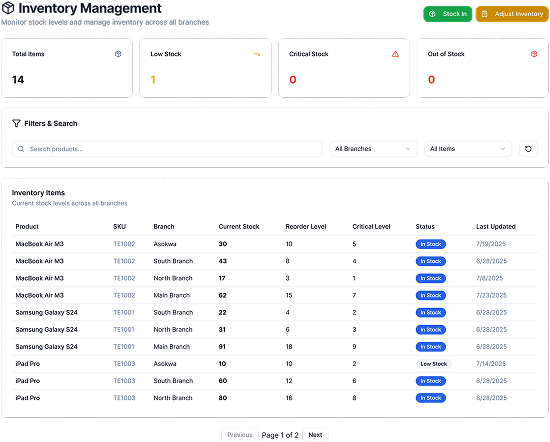 Inventory Management
Monitor stock levels and manage inventory across all branches
Stock In
Adjust Inventory
Total Items
14
Low Stock
1
Critical Stock
0
Out of Stock
0
Filters & Search
Search products...
All Branches
All Items
Inventory Items
Current stock levels across all branches
Product SKU Branch Current Stock Reorder Level Critical Level Status Last Updated
MacBook Air M3 TE1002 Asokwa 30 10 5 In Stock 7/19/2025
MacBook Air M3 TE1002 South Branch 43 8 4 In Stock 6/28/2025
MacBook Air M3 TE1002 North Branch 17 3 1 In Stock 7/8/2025
MacBook Air M3 TE1002 Main Branch 62 15 7 In Stock 7/23/2025
Samsung Galaxy S24 TE1001 South Branch 22 4 2 In Stock 6/28/2025
Samsung Galaxy S24 TE1001 North Branch 31 6 3 In Stock 6/28/2025
Samsung Galaxy S24 TE1001 Main Branch 91 18 9 In Stock 6/28/2025
iPad Pro TE1003 Asokwa 10 10 2 Low Stock 7/14/2025
iPad Pro TE1003 South Branch 60 12 6 In Stock 6/28/2025
iPad Pro TE1003 North Branch 80 16 8 In Stock 6/28/2025
Previous Page 1 of 2 Next